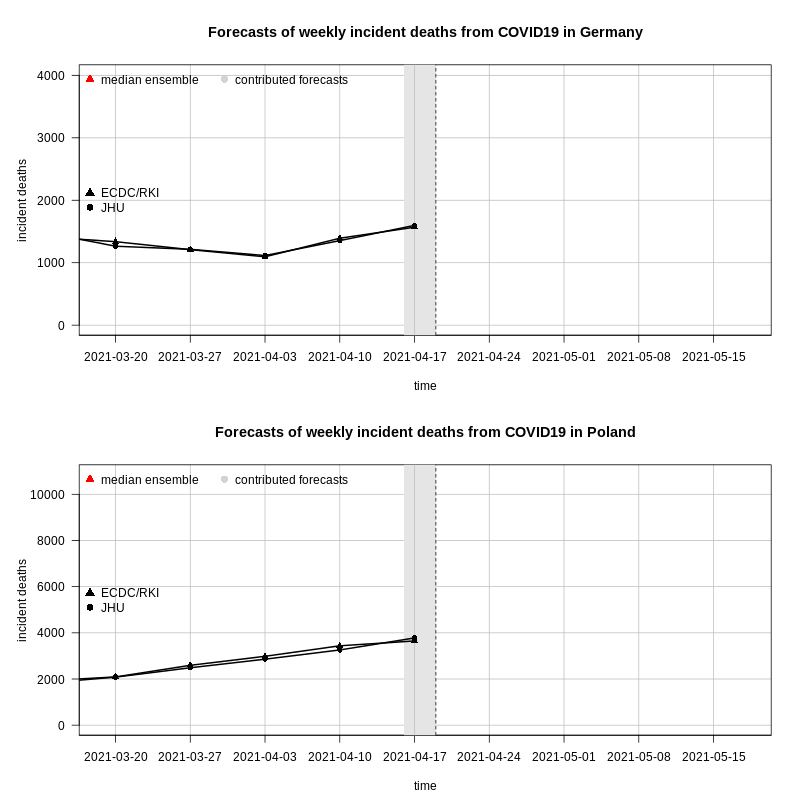 Forecasts of weekly incident deaths from COVID19 in Germany
4000
median ensemble contributed forecasts
3000
incident deaths
ECDC/RKI
2000
JHU
1000
0
2021-03-20 2021-03-27 2021-04-03 2021-04-10 2021-04-17 2021-04-24 2021-05-01 2021-05-08 2021-05-15
time
Forecasts of weekly incident deaths from COVID19 in Poland
median ensemble contributed forecasts
10000
8000
incident deaths
6000
ECDC/RKI
JHU
4000
2000
0
2021-03-20 2021-03-27 2021-04-03 2021-04-10 2021-04-17 2021-04-24 2021-05-01 2021-05-08 2021-05-15
time